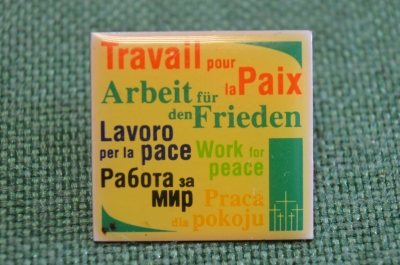 Travail pour
la Paix
Arbeit für
den Frieden
Lavoro
per la pace
Work for
peace
Работа за
мир
Praca
dla pokoju